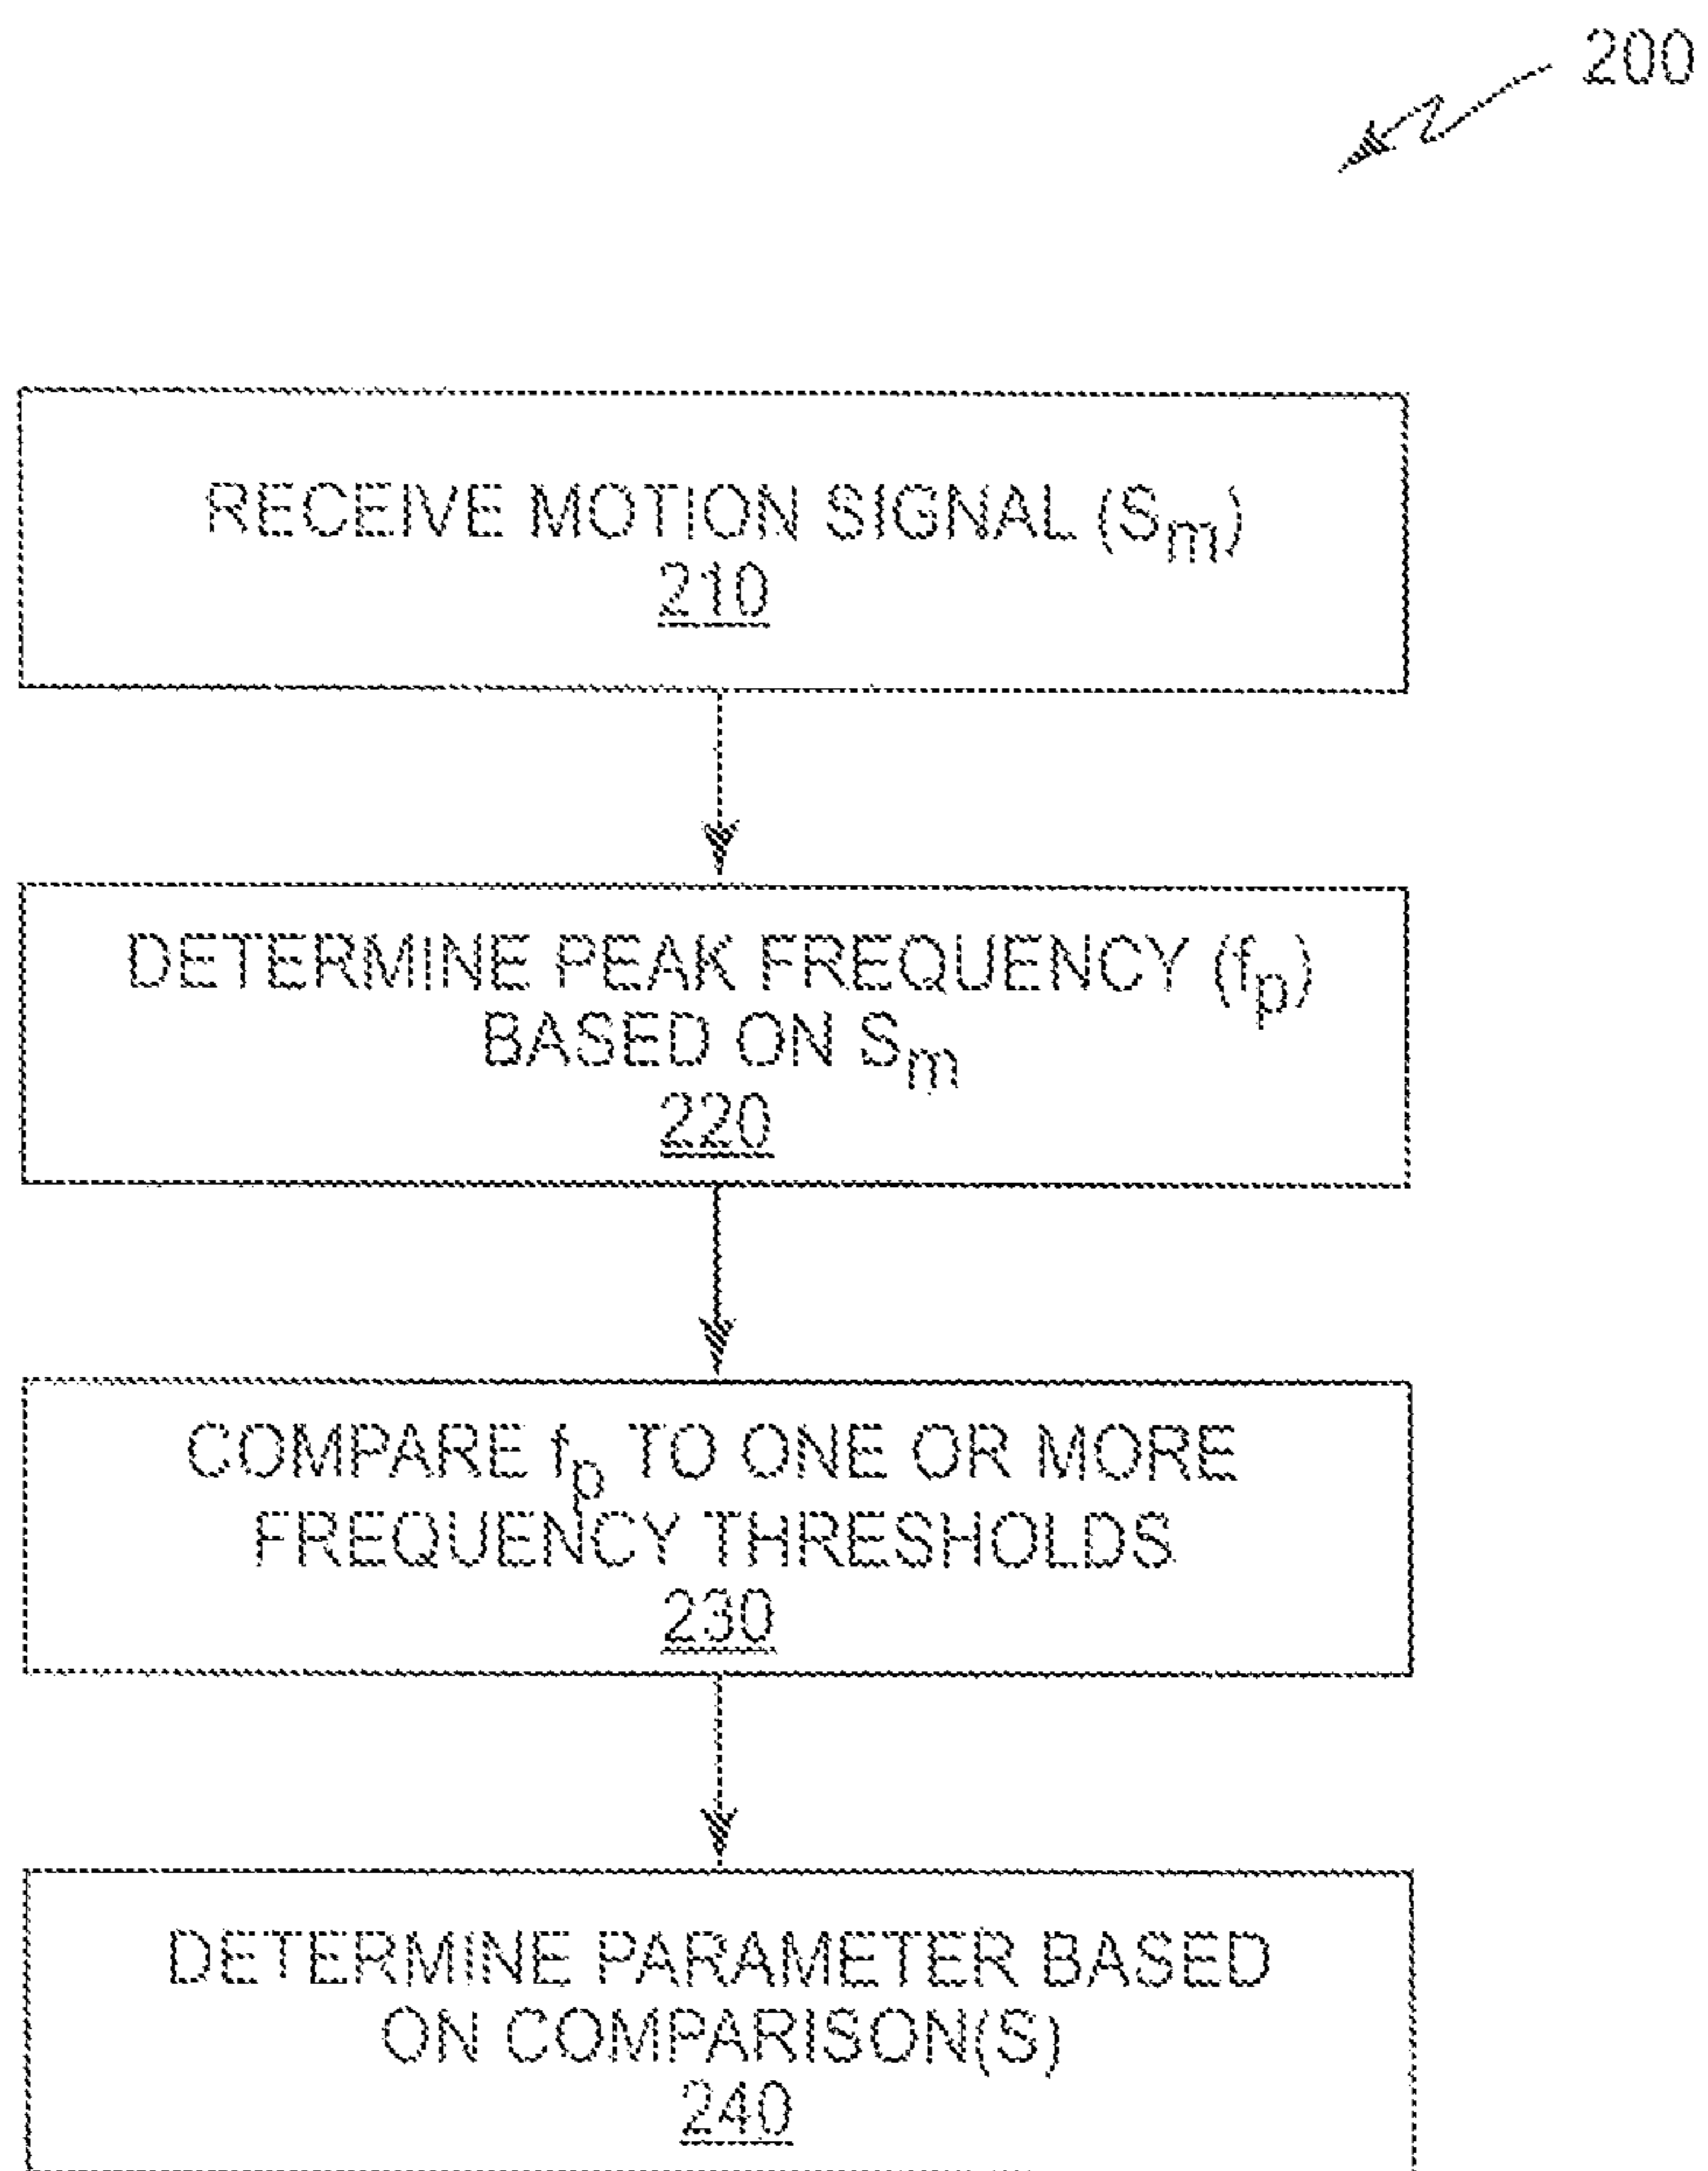 200
RECEIVE MOTION SIGNAL (Sm)
210
DETERMINE PEAK FREQUENCY (fp)
BASED ON Sm
220
COMPARE fp TO ONE OR MORE
FREQUENCY THRESHOLDS
230
DETERMINE PARAMETER BASED
ON COMPARISON(S)
240